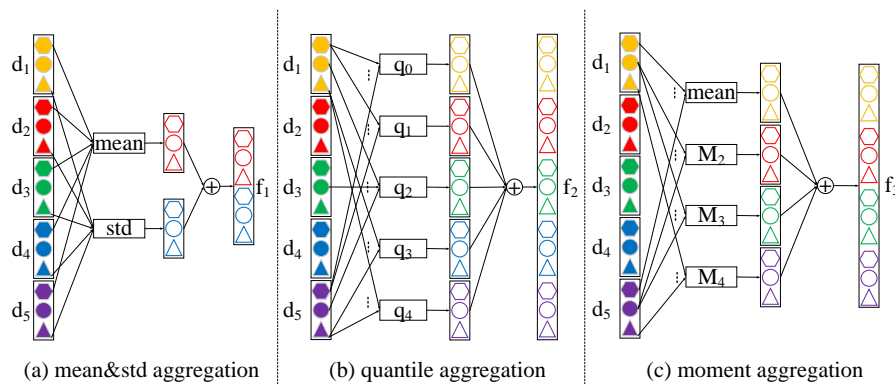 d1
d2
d3
d4
d5
mean
std
f1
(a) mean&std aggregation
d1
d2
d3
d4
d5
q0
q1
q2
q3
q4
f2
(b) quantile aggregation
d1
d2
d3
d4
d5
mean
M2
M3
M4
(c) moment aggregation